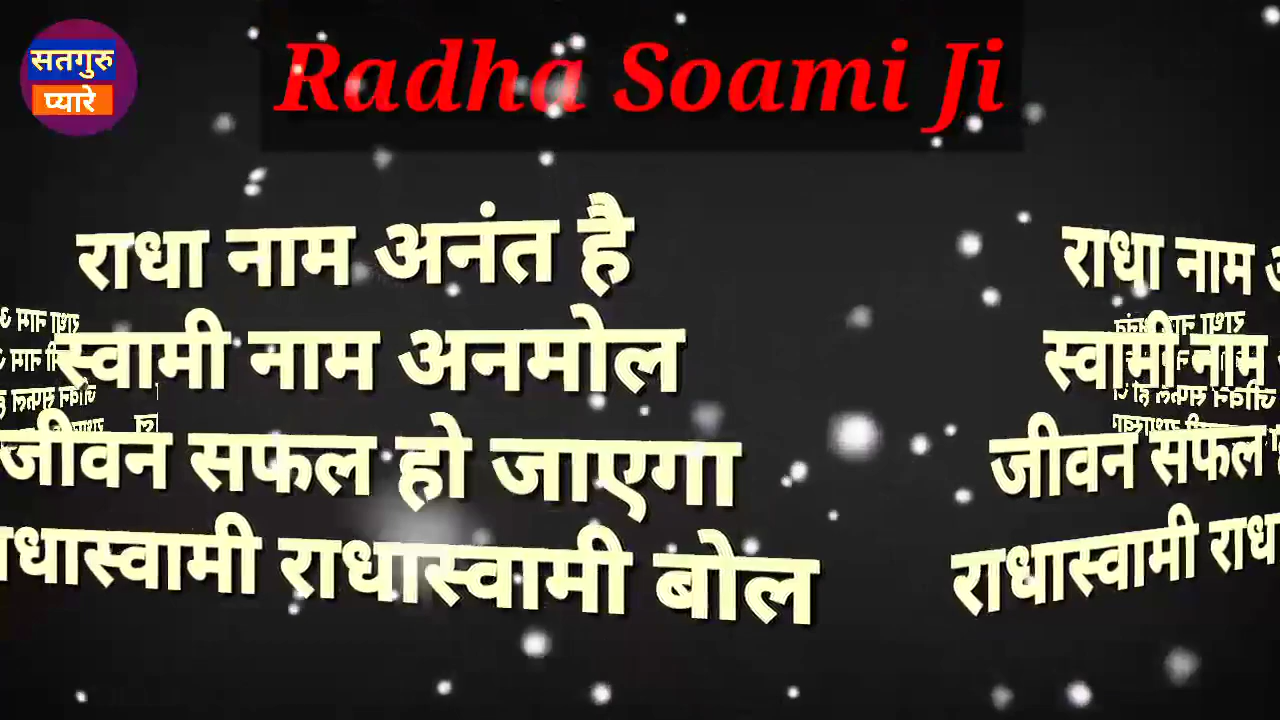 सतगुरु
प्यारे
Radha Soami Ji
राधा नाम अनंत है
स्वामी नाम अनमोल
जीवन सफल हो जाएगा
राधास्वामी राधास्वामी बोल
राधा नाम
स्वामी नाम
जीवन सफल
राधास्वामी